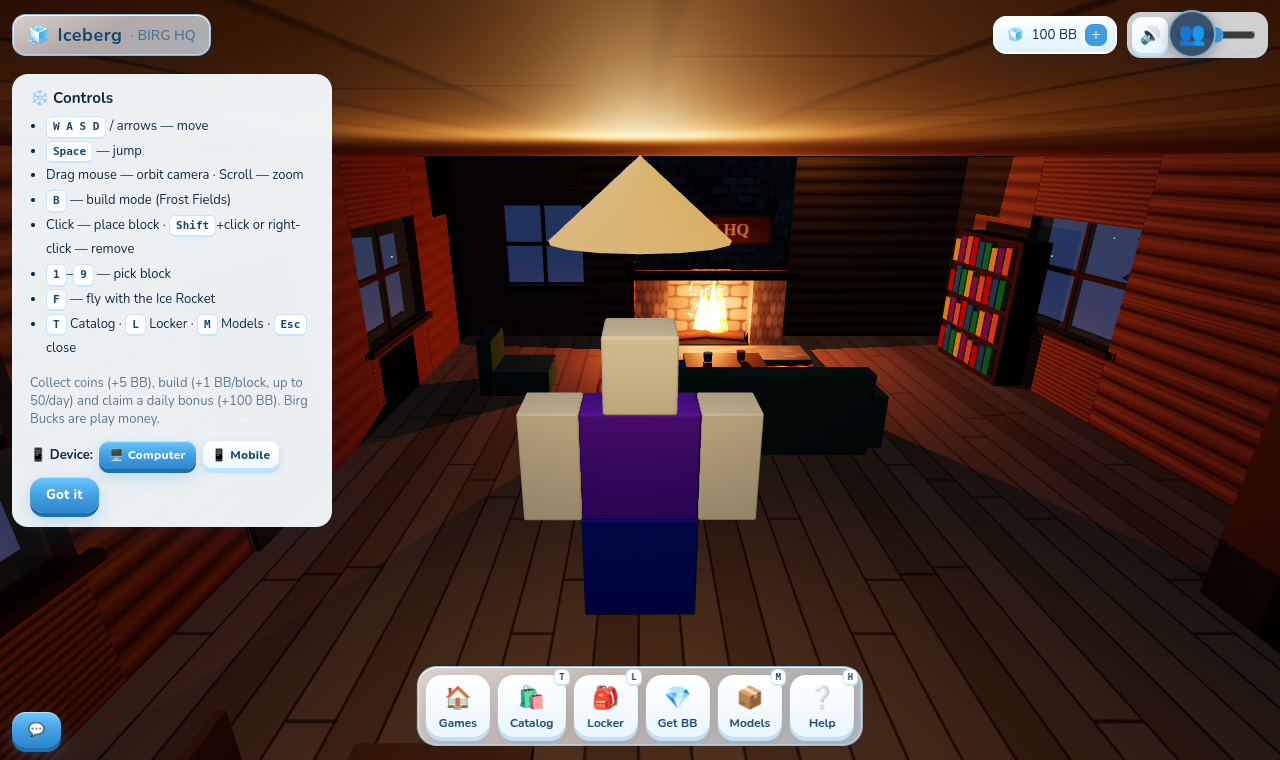 Iceberg · BIRG HQ
100 BB +
Controls
W A S D / arrows — move
Space — jump
Drag mouse — orbit camera · Scroll — zoom
B — build mode (Frost Fields)
Click — place block · Shift+click or right-
click — remove
1–9 — pick block
F — fly with the Ice Rocket
T Catalog · L Locker · M Models · Esc
close
Collect coins (+5 BB), build (+1 BB/block, up to
50/day) and claim a daily bonus (+100 BB). Birg
Bucks are play money.
Device: Computer Mobile
Got it
HQ
T L M H
Games Catalog Locker Get BB Models Help